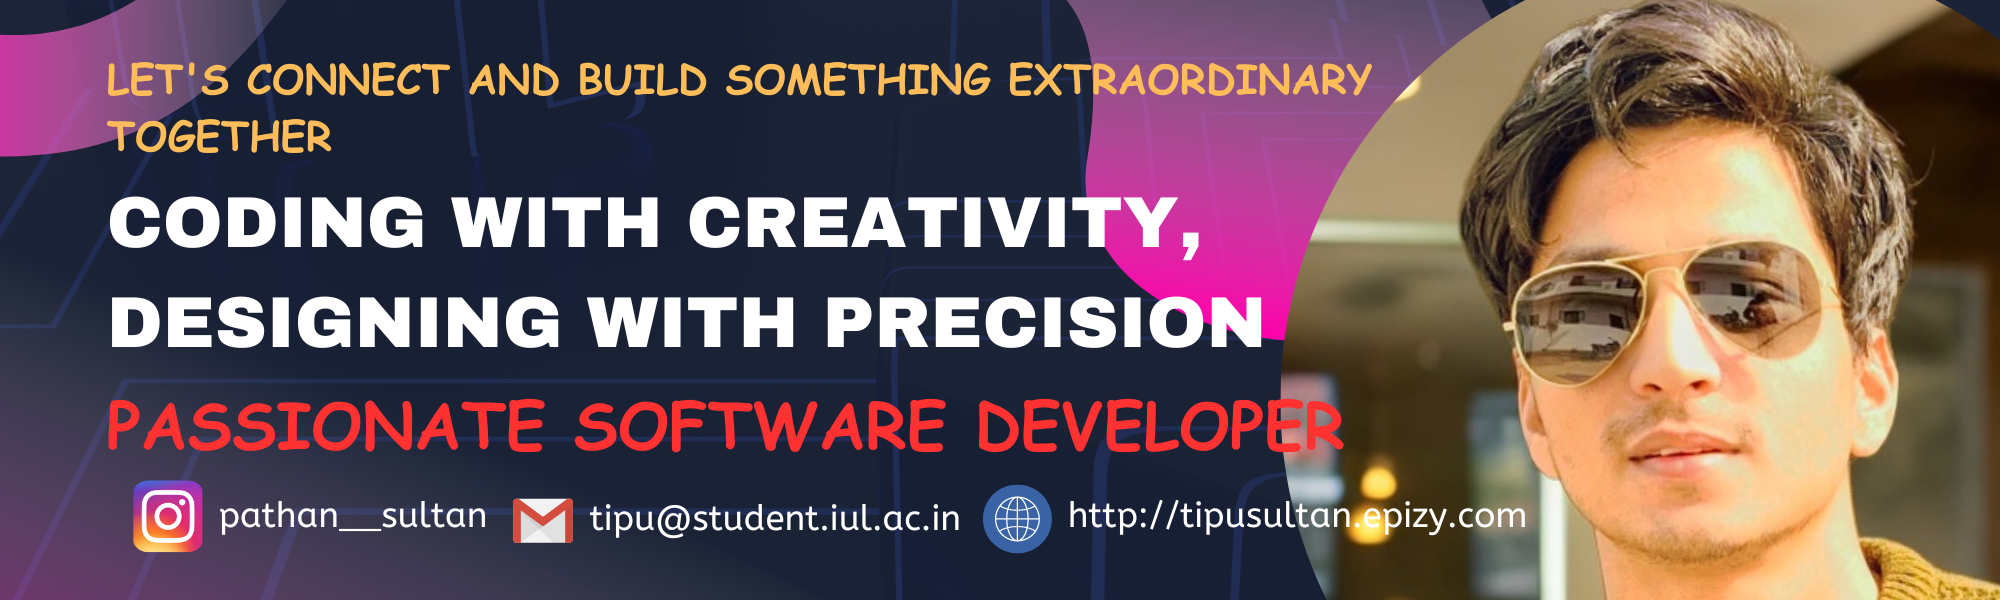 LET'S CONNECT AND BUILD SOMETHING EXTRAORDINARY
TOGETHER
CODING WITH CREATIVITY,
DESIGNING WITH PRECISION
PASSIONATE SOFTWARE DEVELOPER
pathan__sultan tipu@student.iul.ac.in http://tipusultan.epizy.com